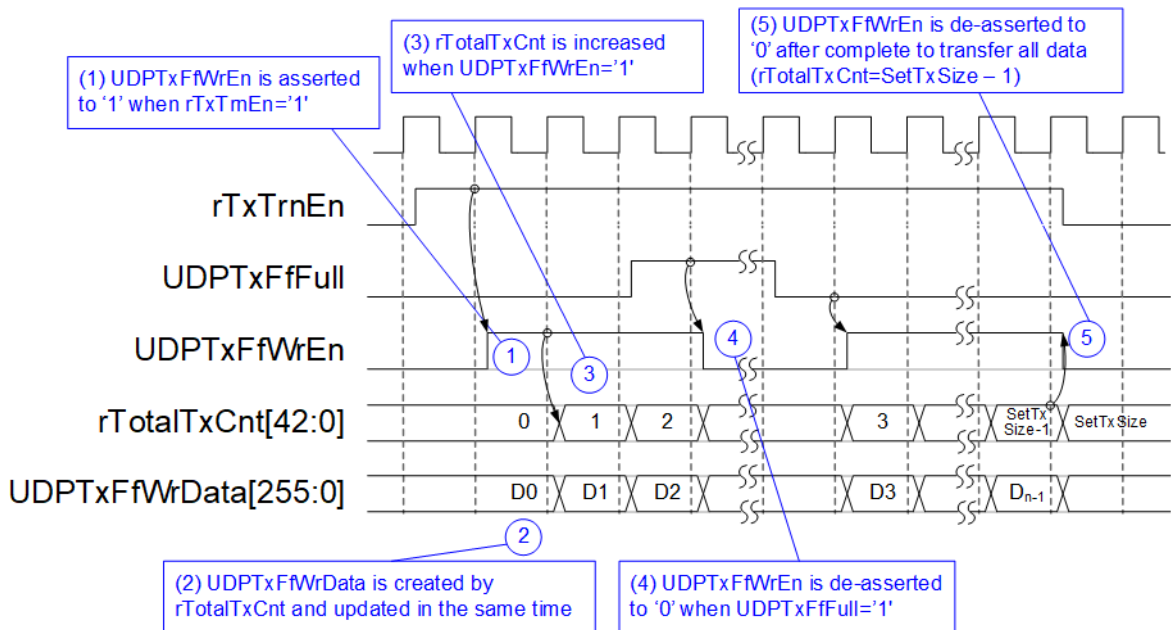 (5) UDPTxFfWrEn is de-asserted to
‘0’ after complete to transfer all data
(rTotalTxCnt=SetTxSize – 1)
(3) rTotalTxCnt is increased
when UDPTxFfWrEn='1'
(1) UDPTxFfWrEn is asserted
to ‘1’ when rTxTrnEn='1'
rTxTrnEn
UDPTxFfFull
UDPTxFfWrEn
1
3
4
5
rTotalTxCnt[42:0]
0
1
2
3
SetTx
Size-1
SetTxSize
UDPTxFfWrData[255:0]
D0
D1
D2
D3
Dn-1
2
(2) UDPTxFfWrData is created by
rTotalTxCnt and updated in the same time
(4) UDPTxFfWrEn is de-asserted
to ‘0’ when UDPTxFfFull='1'